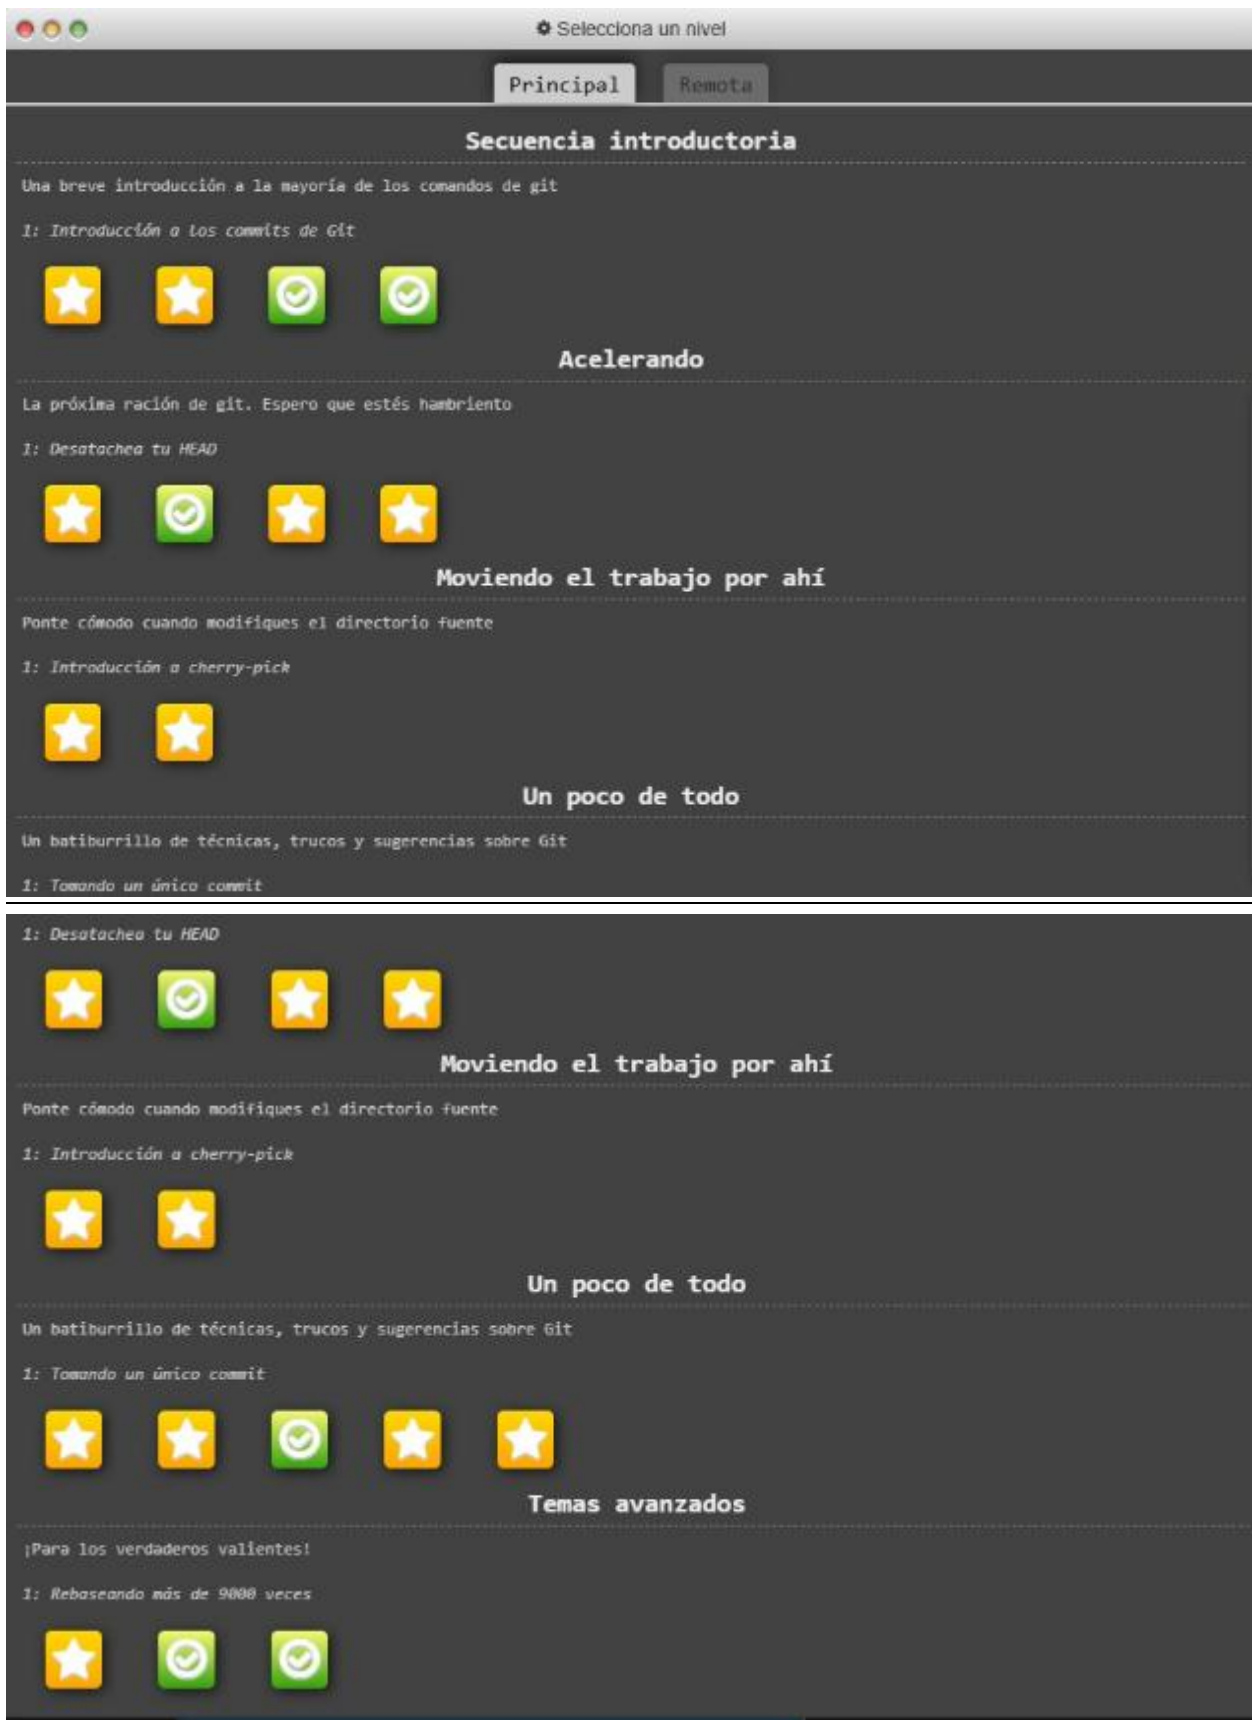 Selecciona un nivel
Principal
Remota
Secuencia introductoria
Una breve introducción a la mayoría de los comandos de git
1: Introducción a los commits de Git
Acelerando
La próxima ración de git. Espero que estés hambriento
1: Desatachea tu HEAD
Moviendo el trabajo por ahí
Ponte cómodo cuando modifiques el directorio fuente
1: Introducción a cherry-pick
Un poco de todo
Un batiburrillo de técnicas, trucos y sugerencias sobre Git
1: Tomando un único commit
1: Desatachea tu HEAD
Moviendo el trabajo por ahí
Ponte cómodo cuando modifiques el directorio fuente
1: Introducción a cherry-pick
Un poco de todo
Un batiburrillo de técnicas, trucos y sugerencias sobre Git
1: Tomando un único commit
Temas avanzados
¡Para los verdaderos valientes!
1: Rebaseando más de 9000 veces